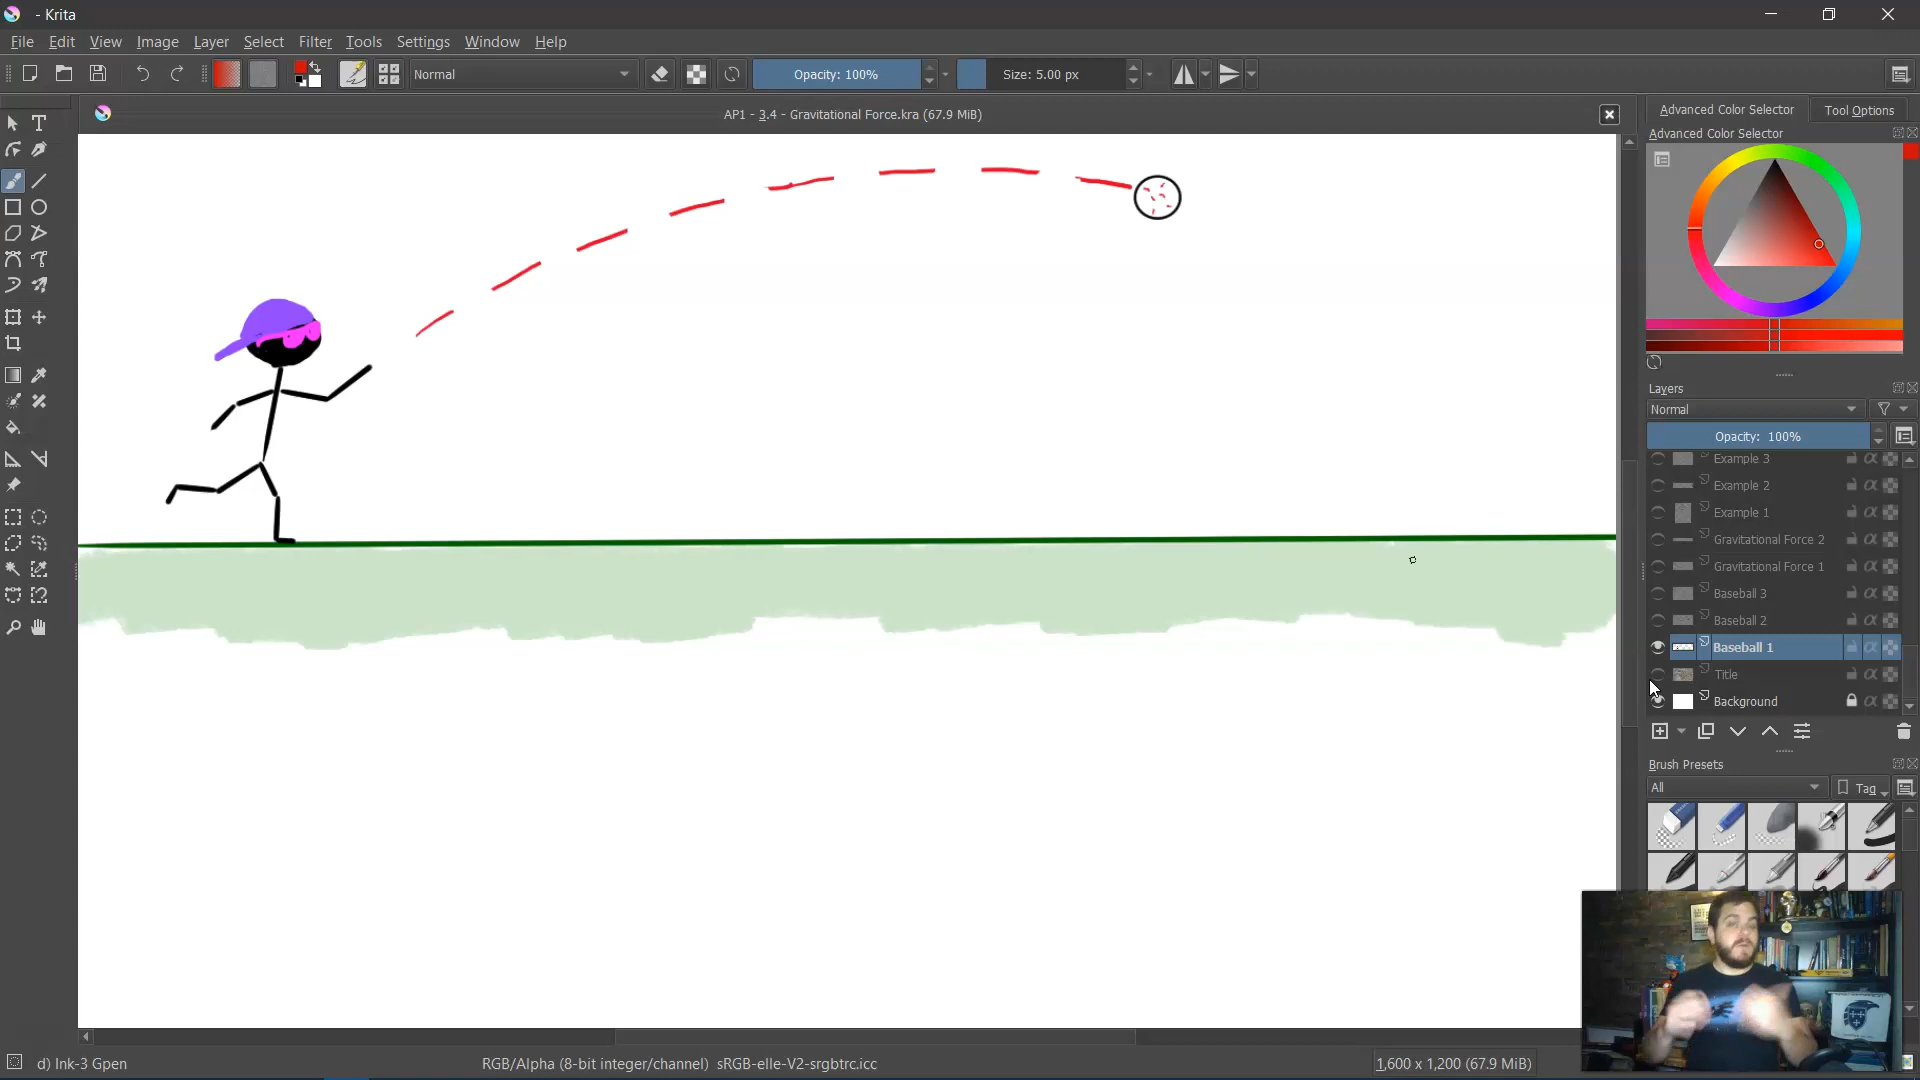 - Krita
File Edit View Image Layer Select Filter Tools Settings Window Help
Normal Opacity: 100% Size: 5.00 px
AP1 - 3.4 - Gravitational Force.kra (67.9 MiB)
Advanced Color Selector Tool Options
Advanced Color Selector
Layers
Normal
Opacity: 100%
Example 3
Example 2
Example 1
Gravitational Force 2
Gravitational Force 1
Baseball 3
Baseball 2
Baseball 1
Title
Background
Brush Presets
All Tag
d) Ink-3 Gpen RGB/Alpha (8-bit integer/channel) sRGB-elle-V2-srgbtrc.icc 1,600 x 1,200 (67.9 MiB)